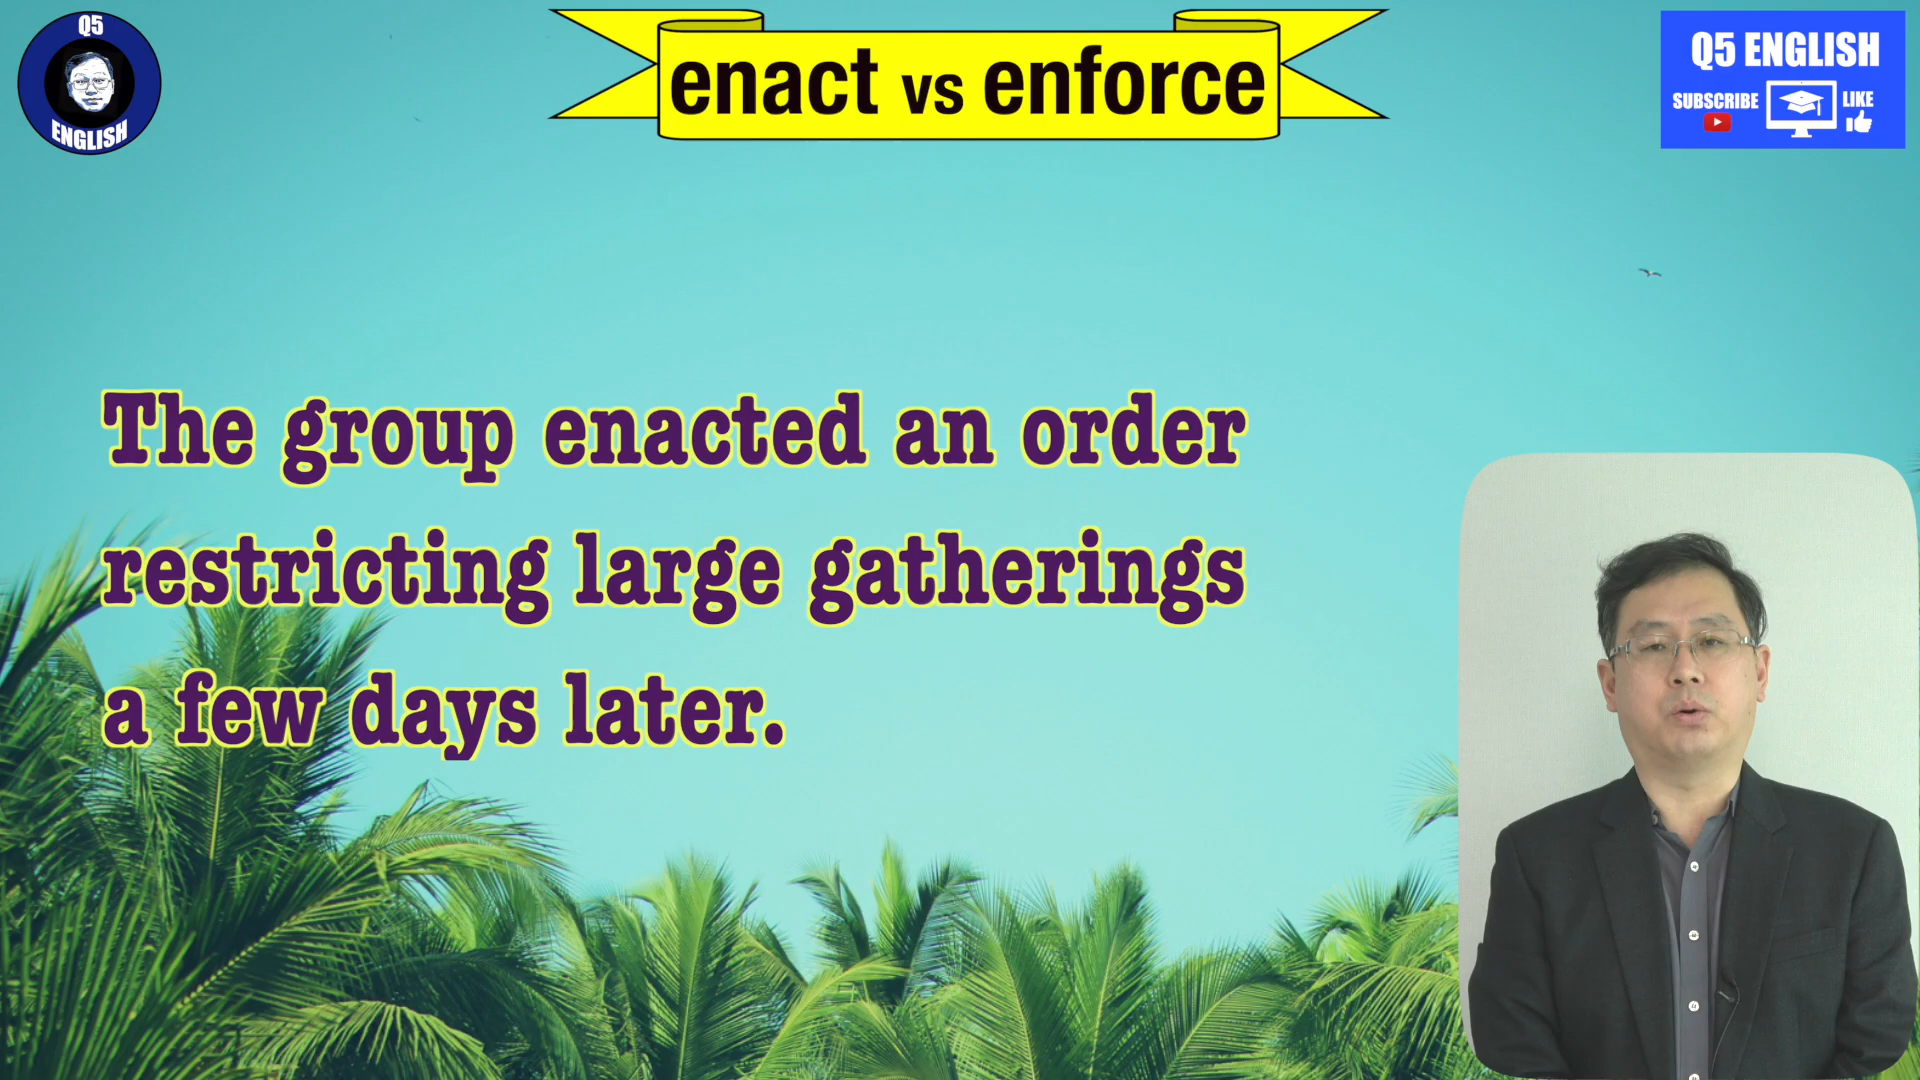 Q5
ENGLISH
enact vs enforce
Q5 ENGLISH
SUBSCRIBE
LIKE
The group enacted an order
restricting large gatherings
a few days later.